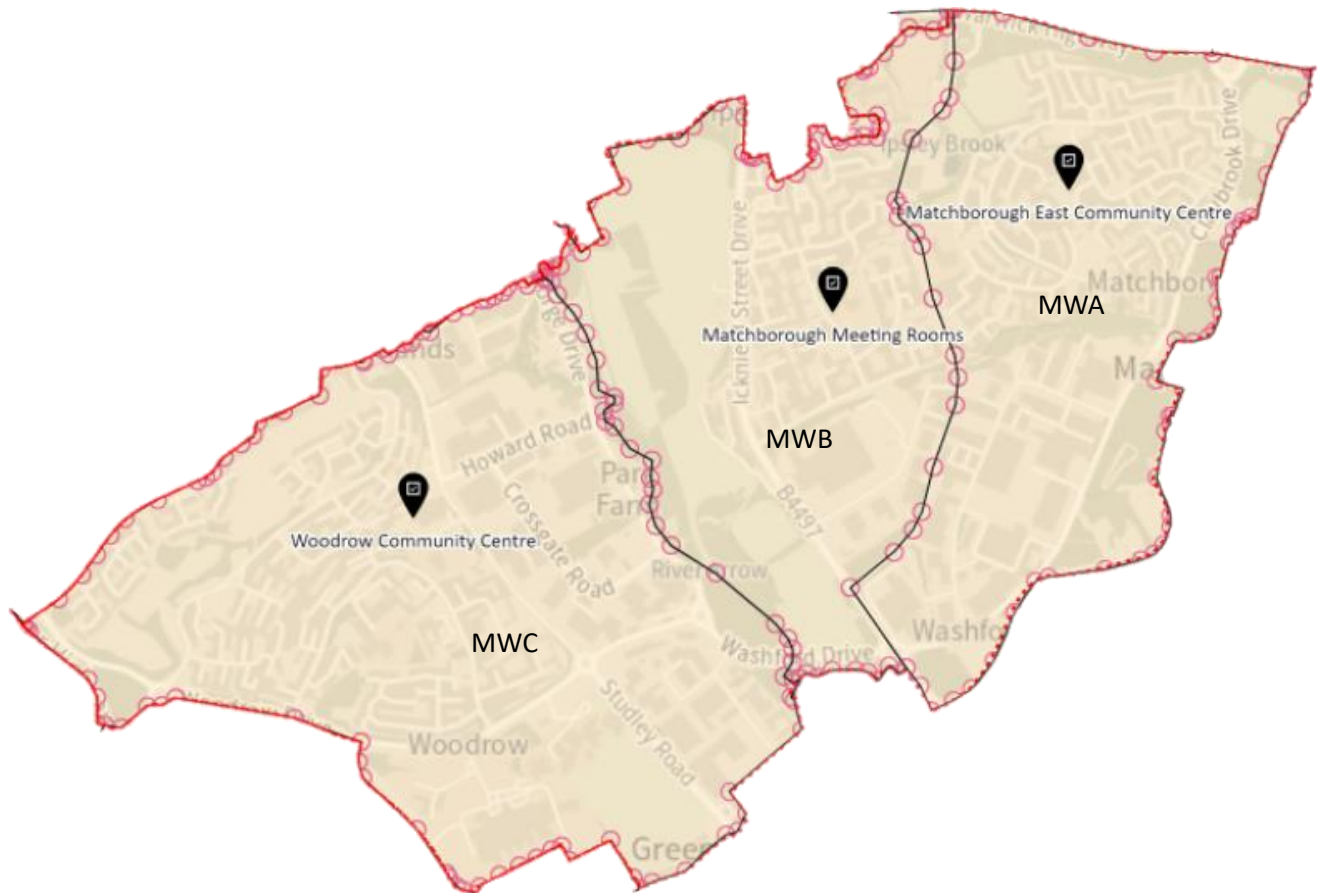 Ipsley Brook
Matchborough East Community Centre
Icknield Street Drive
Matchborough Meeting Rooms
MWA
MWB
Howard Road
B4497
Woodrow Community Centre
Crossgate Road
River Arrow
MWC
Washford Drive
Studley Road
Woodrow